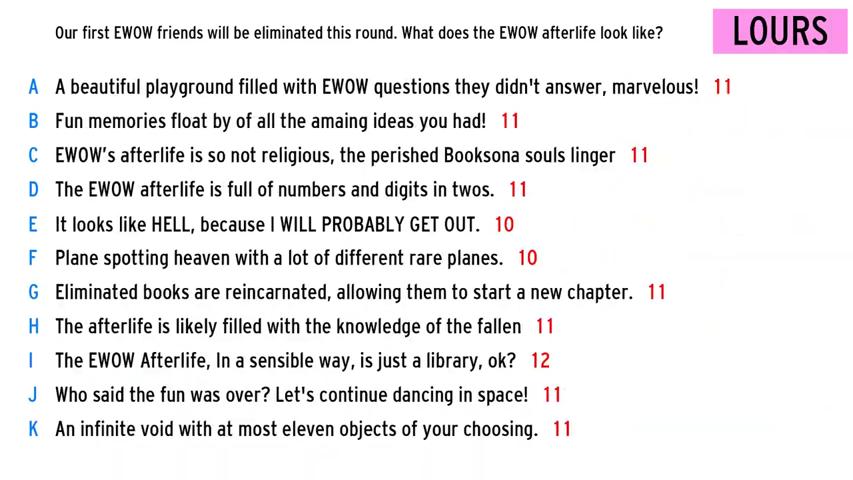 Our first EWOW friends will be eliminated this round. What does the EWOW afterlife look like?
LOURS
A A beautiful playground filled with EWOW questions they didn't answer, marvelous! 11
B Fun memories float by of all the amaing ideas you had! 11
C EWOW's afterlife is so not religious, the perished Booksona souls linger 11
D The EWOW afterlife is full of numbers and digits in twos. 11
E It looks like HELL, because I WILL PROBABLY GET OUT. 10
F Plane spotting heaven with a lot of different rare planes. 10
G Eliminated books are reincarnated, allowing them to start a new chapter. 11
H The afterlife is likely filled with the knowledge of the fallen 11
I The EWOW Afterlife, In a sensible way, is just a library, ok? 12
J Who said the fun was over? Let's continue dancing in space! 11
K An infinite void with at most eleven objects of your choosing. 11